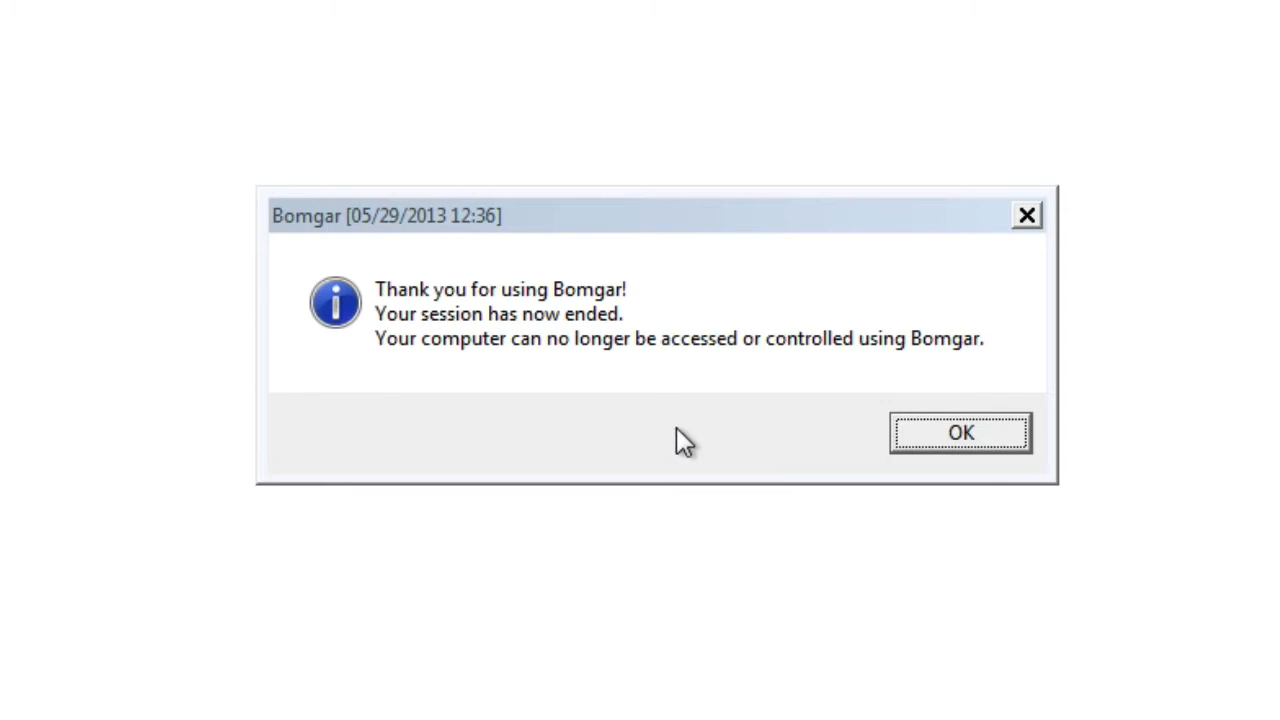 Bomgar [05/29/2013 12:36]
Thank you for using Bomgar!
Your session has now ended.
Your computer can no longer be accessed or controlled using Bomgar.
OK